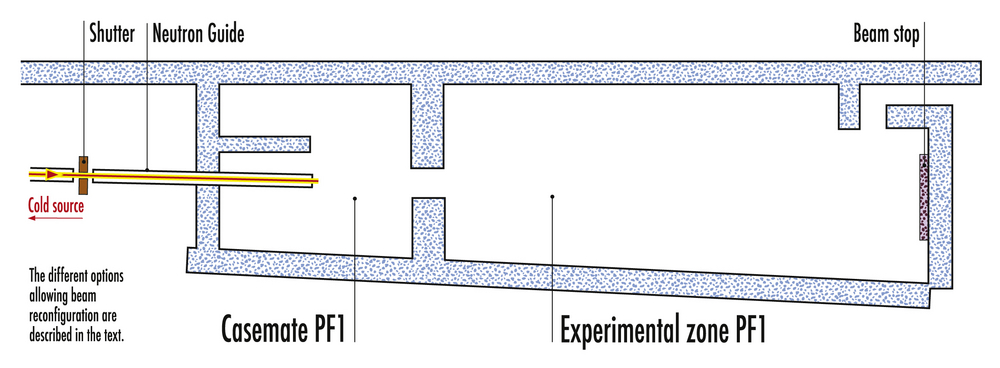 Shutter
Neutron Guide
Beam stop
Cold source
The different options
allowing beam
reconfiguration are
described in the text.
Casemate PF1
Experimental zone PF1